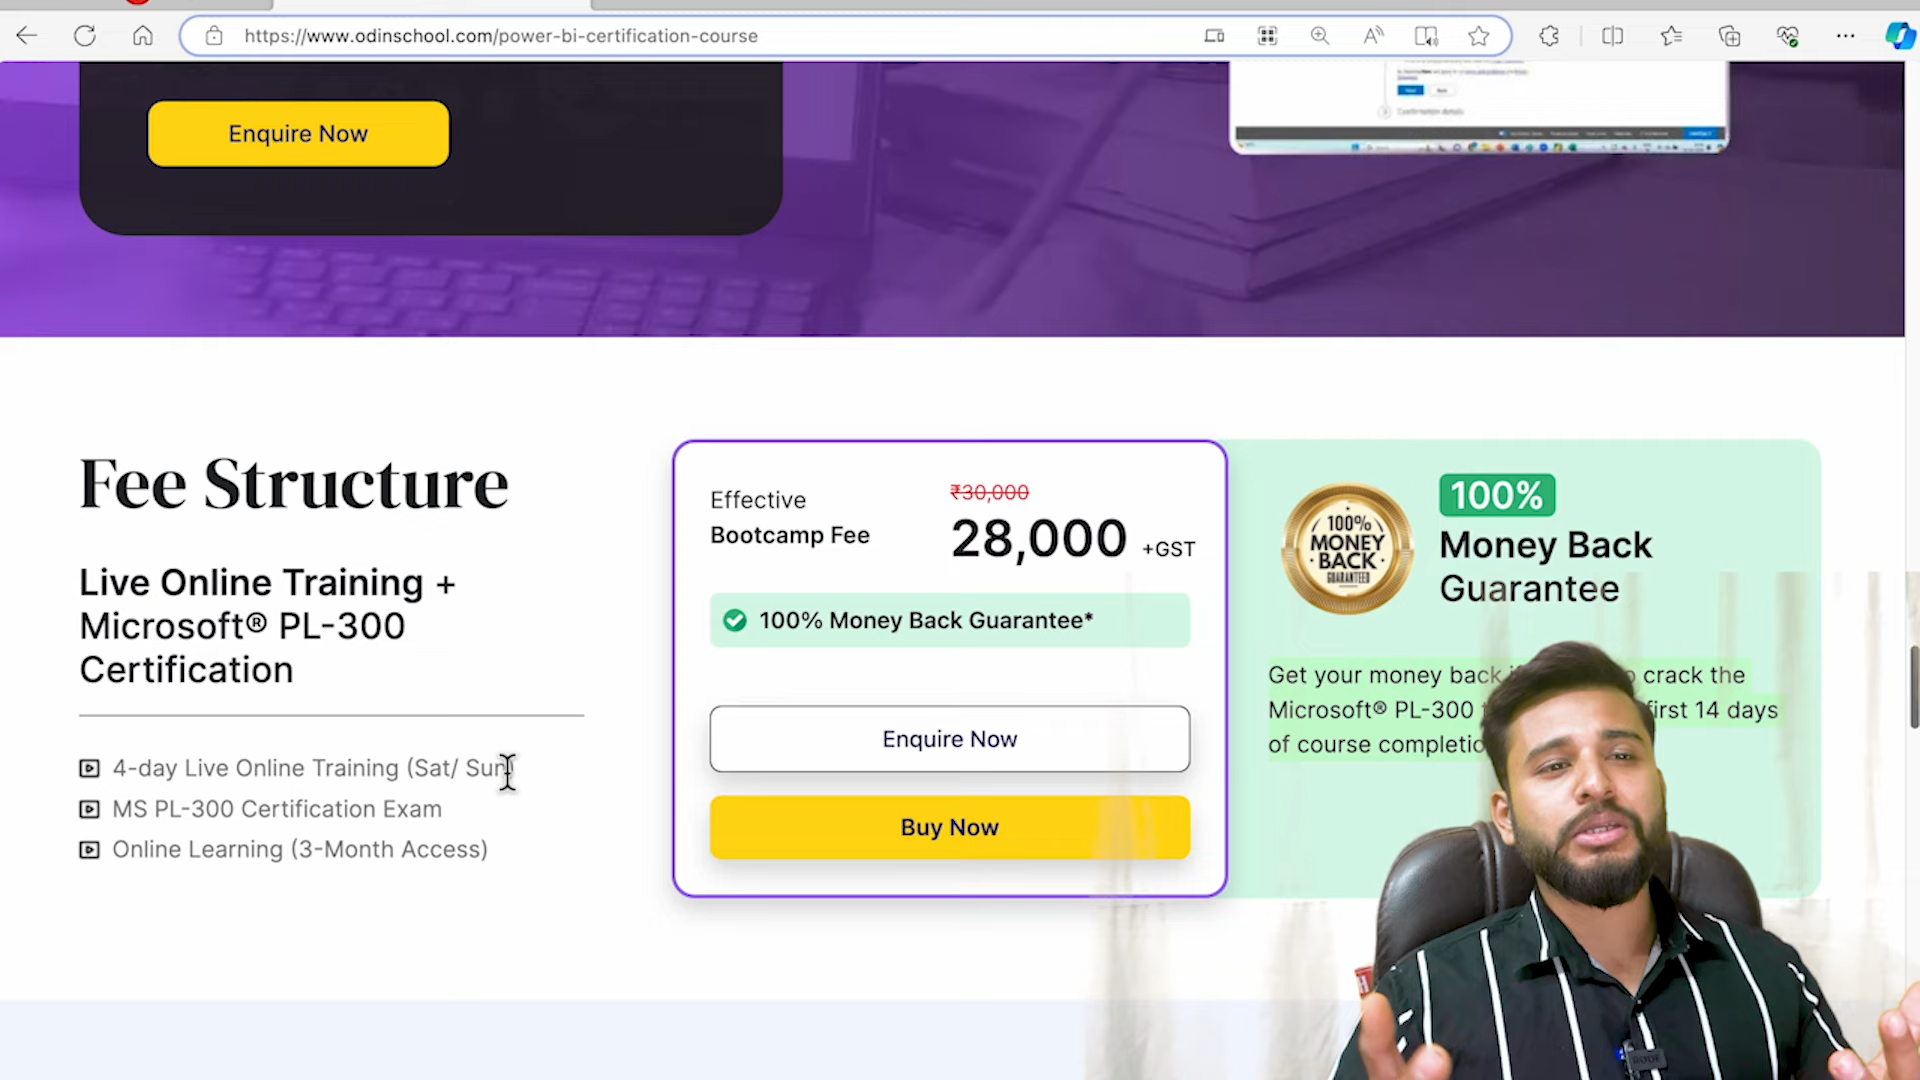 https://www.odinschool.com/power-bi-certification-course
Enquire Now
Confirmation details
Fee Structure
Live Online Training +
Microsoft® PL-300
Certification
4-day Live Online Training (Sat/ Sun)
MS PL-300 Certification Exam
Online Learning (3-Month Access)
Effective
Bootcamp Fee
₹30,000
28,000 +GST
100% Money Back Guarantee*
Enquire Now
Buy Now
100%
MONEY
BACK
GUARANTEED
100%
Money Back
Guarantee
Get your money back crack the
Microsoft® PL-300 first 14 days
of course
RODE